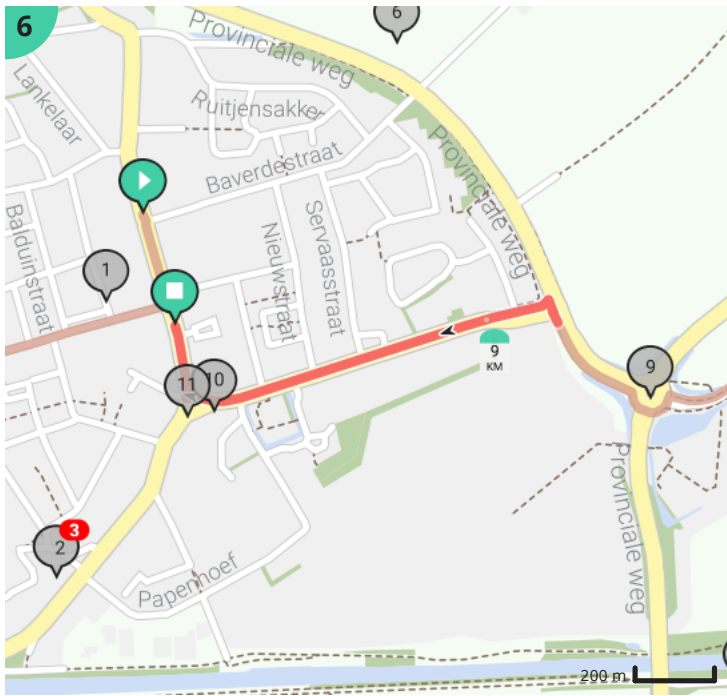 6
6
Provinciale weg
Lankelaar
Ruitjensakker
Baverdestraat
Provinciale weg
Balduinstraat
Servaasstraat
Nieuwstraat
1
9
KM
9
11
10
3
2
Provinciale weg
Papenhoef
200 m